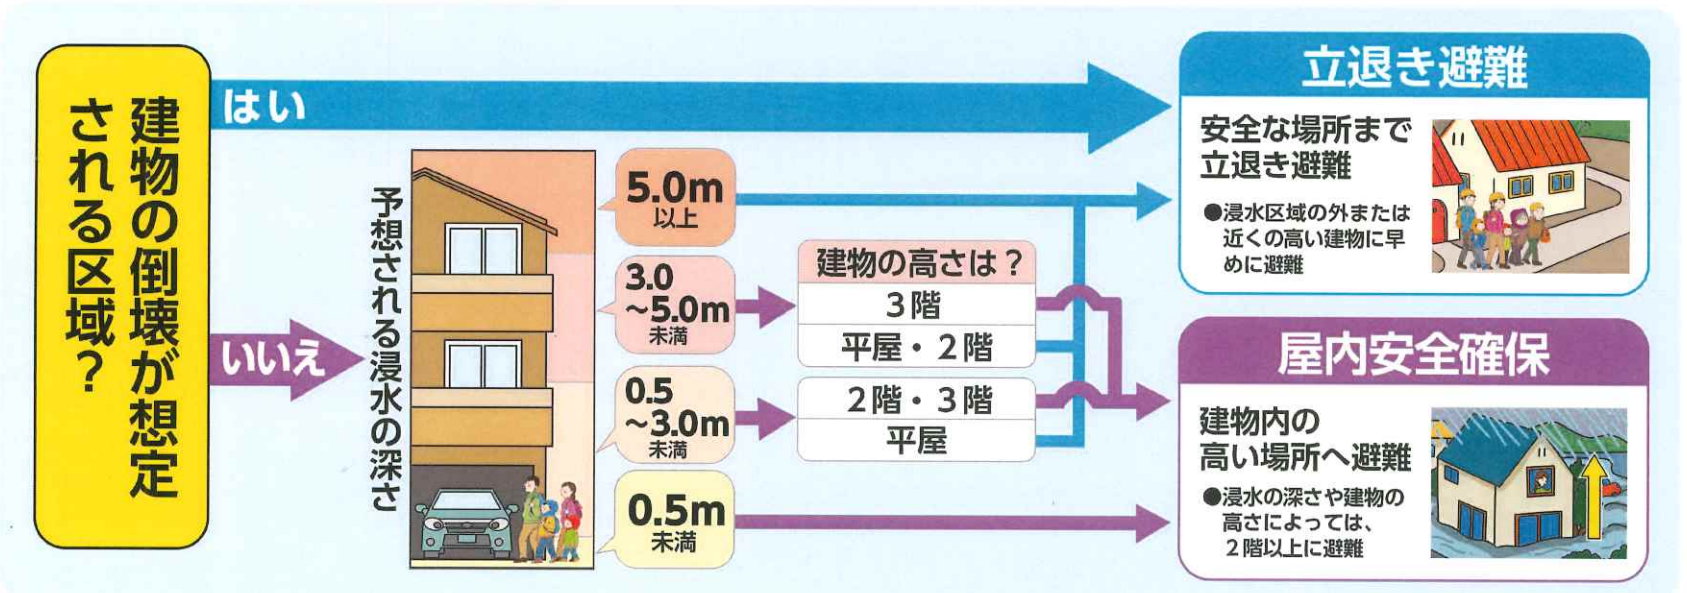 建物の倒壊が想定
される区域？
はい
いいえ
予想される浸水の深さ
5.0m
以上
3.0
～5.0m
未満
0.5
～3.0m
未満
0.5m
未満
建物の高さは？
３階
平屋・２階
２階・３階
平屋
立退き避難
安全な場所まで
立退き避難
●浸水区域の外または
近くの高い建物に早
めに避難
屋内安全確保
建物内の
高い場所へ避難
●浸水の深さや建物の
高さによっては、
２階以上に避難